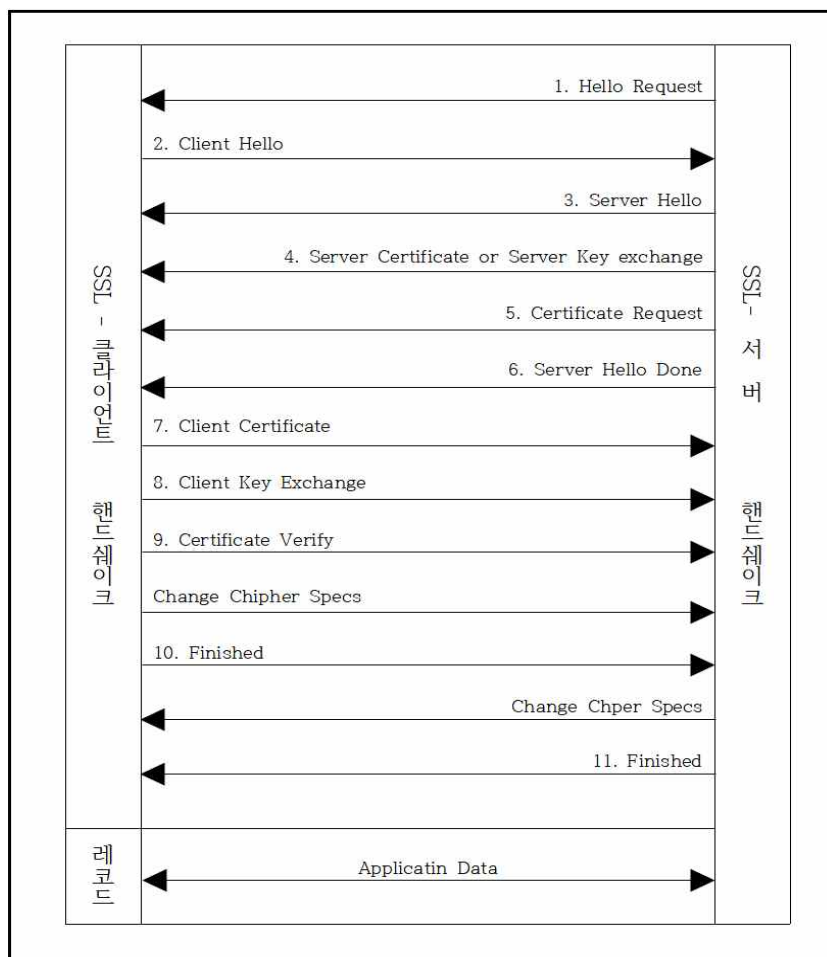 1. Hello Request
2. Client Hello
3. Server Hello
4. Server Certificate or Server Key exchange
5. Certificate Request
6. Server Hello Done
7. Client Certificate
8. Client Key Exchange
9. Certificate Verify
Change Chipher Specs
10. Finished
Change Chper Specs
11. Finished
SSL - 클라이언트 핸드쉐이크
SSL- 서버 핸드쉐이크
레코드
Applicatin Data